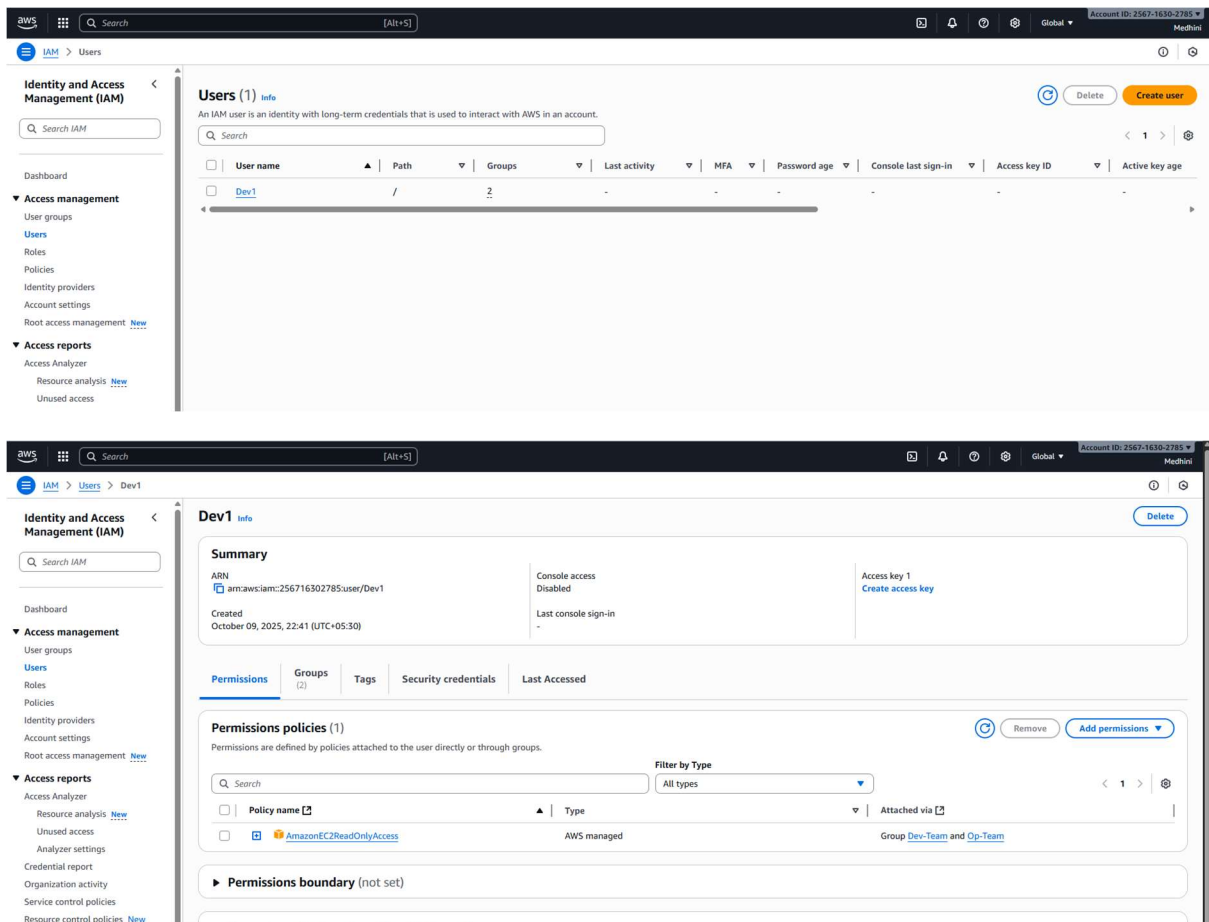 aws Search [Alt+S] Global Account ID: 2567-1630-2785
Medhini
IAM > Users
Identity and Access Management (IAM)
Search IAM
Dashboard
Access management
User groups
Users
Roles
Policies
Identity providers
Account settings
Root access management New
Access reports
Access Analyzer
Resource analysis New
Unused access
Users (1) Info
Delete Create user
An IAM user is an identity with long-term credentials that is used to interact with AWS in an account.
Search
1
User name Path Groups Last activity MFA Password age Console last sign-in Access key ID Active key age
Dev1 / 2 - - - - - -
aws Search [Alt+S] Global Account ID: 2567-1630-2785
Medhini
IAM > Users > Dev1
Identity and Access Management (IAM)
Search IAM
Dashboard
Access management
User groups
Users
Roles
Policies
Identity providers
Account settings
Root access management New
Access reports
Access Analyzer
Resource analysis New
Unused access
Analyzer settings
Credential report
Organization activity
Service control policies
Resource control policies New
Dev1 Info
Delete
Summary
ARN
arn:aws:iam::256716302785:user/Dev1
Created
October 09, 2025, 22:41 (UTC+05:30)
Console access
Disabled
Last console sign-in
-
Access key 1
Create access key
Permissions Groups (2) Tags Security credentials Last Accessed
Permissions policies (1)
Remove Add permissions
Permissions are defined by policies attached to the user directly or through groups.
Filter by Type
Search All types 1
Policy name Type Attached via
AmazonEC2ReadOnlyAccess AWS managed Group Dev-Team and Op-Team
Permissions boundary (not set)